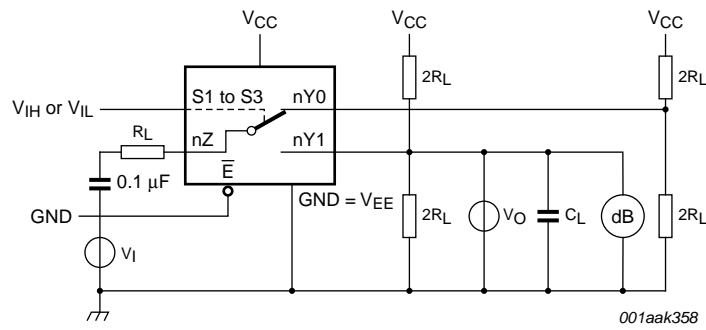 VCC
VCC
VCC
2RL
2RL
VIH or VIL
S1 to S3
nY0
RL
nZ
nY1
E
0.1 μF
GND = VEE
GND
2RL
VO
CL
dB
2RL
VI
001aak358